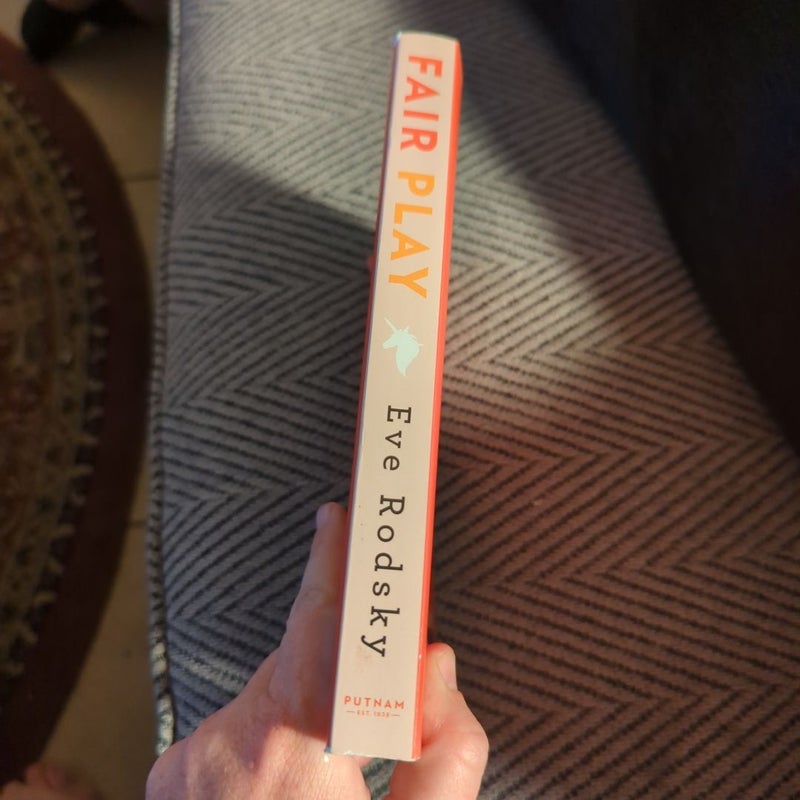 FAIR PLAY
Eve Rodsky
PUTNAM
EST. 1838